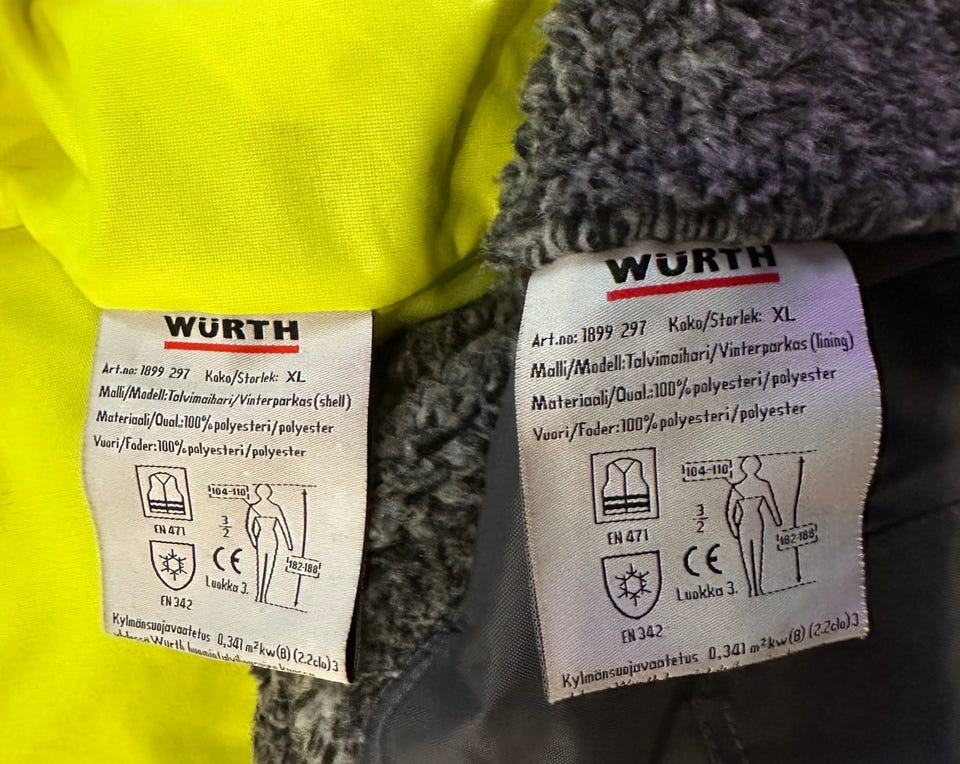 WÜRTH
Art.no: 1899 297 Koko/Storlek: XL
Malli/Modell:Talvimaihari/Vinterparkas(shell)
Materiaali/Qual.:100%polyesteri/polyester
Vuori/Foder:100%polyesteri/polyester
104-110
3
2
EN 471
CE
182-188
Luokka 3.
EN 342
Kylmänsuojavaatetus 0,341 m²kw(B)(2.2clo)3
Wurth
WÜRTH
Art.no: 1899 297 Koko/Storlek: XL
Malli/Modell:Talvimaihari/Vinterparkas(lining)
Materiaali/Qual.:100%polyesteri/polyester
Vuori/Foder:100%polyesteri/polyester
104-110
3
2
EN 471
CE
182-188
Luokka 3.
EN 342
Kylmänsuojavaatetus 0,341 m²kw(B)(2.2clo)3